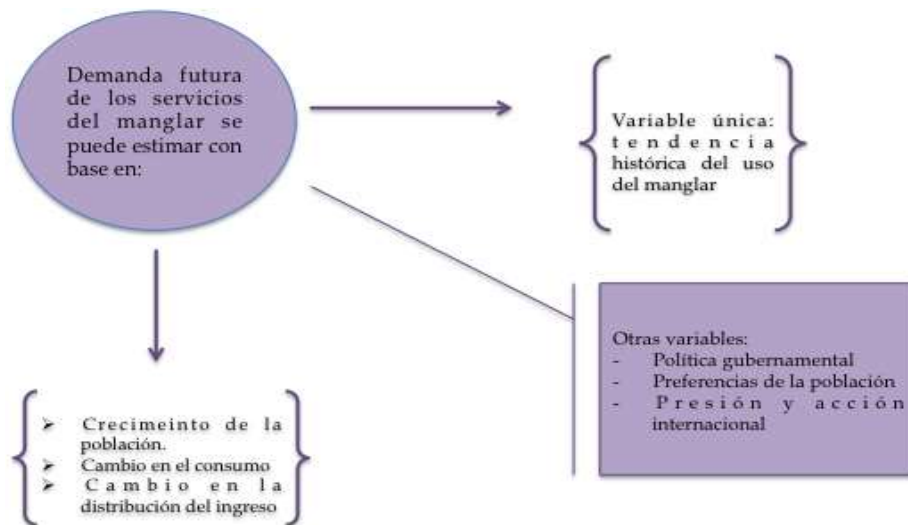 Demanda futura
de los servicios
del manglar se
puede estimar con
base en:
Variable única:
tendencia
histórica del uso
del manglar
Otras variables:
- Política gubernamental
- Preferencias de la población
- Presión y acción
internacional
➢ Crecimeinto de la
población.
➢ Cambio en el consumo
➢ Cambio en la
distribución del ingreso